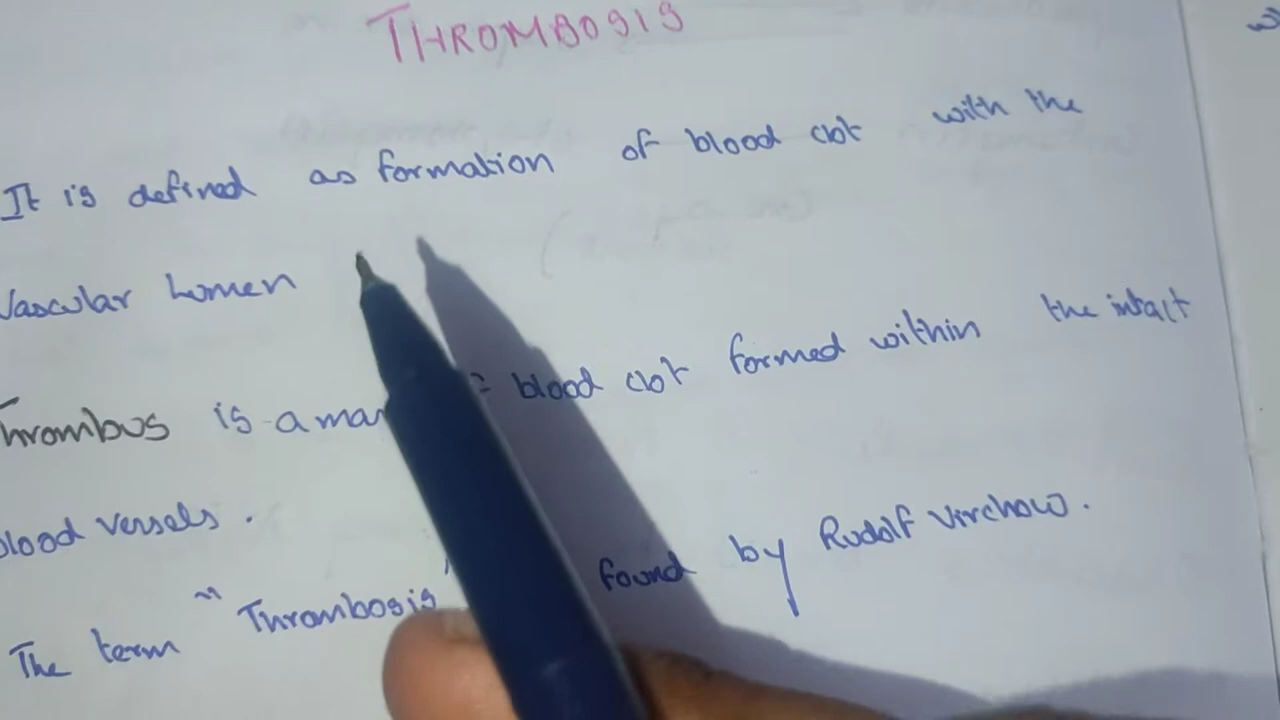 THROMBOSIS
It is defined as formation of blood clot with the
Vascular lumen
Thrombus is a blood clot formed within the intact
blood vessels.
The term "Thrombosis" found by Rudolf Virchow.